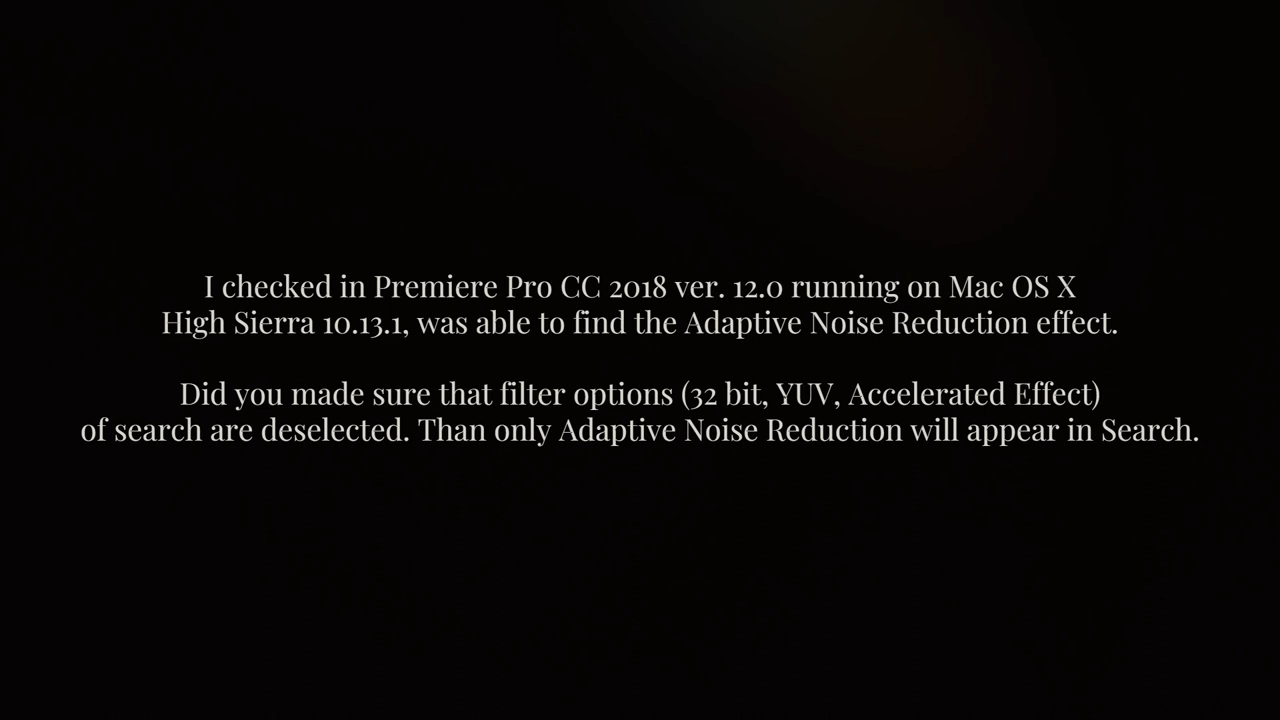 I checked in Premiere Pro CC 2018 ver. 12.0 running on Mac OS X
High Sierra 10.13.1, was able to find the Adaptive Noise Reduction effect.
Did you made sure that filter options (32 bit, YUV, Accelerated Effect)
of search are deselected. Than only Adaptive Noise Reduction will appear in Search.